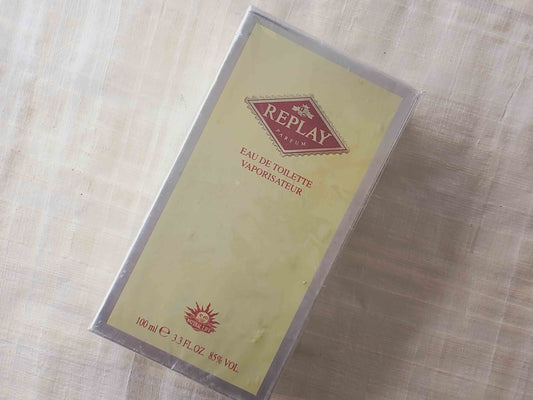 REPLAY
PARFUM
EAU DE TOILETTE
VAPORISATEUR
100 ml ℮ 3.3 FL.OZ. 85% VOL.